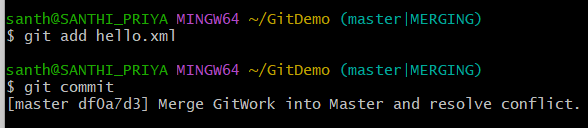 santh@SANTHI_PRIYA MINGW64 ~/GitDemo (master|MERGING)
$ git add hello.xml
santh@SANTHI_PRIYA MINGW64 ~/GitDemo (master|MERGING)
$ git commit
[master df0a7d3] Merge GitWork into Master and resolve conflict.